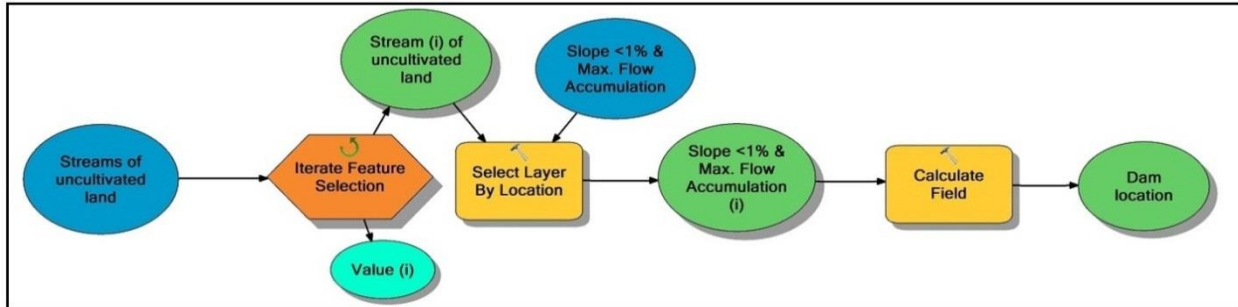 Streams of
uncultivated
land
Iterate Feature
Selection
Stream (i) of
uncultivated
land
Value (i)
Slope <1% &
Max. Flow
Accumulation
Select Layer
By Location
Slope <1% &
Max. Flow
Accumulation
(i)
Calculate
Field
Dam
location